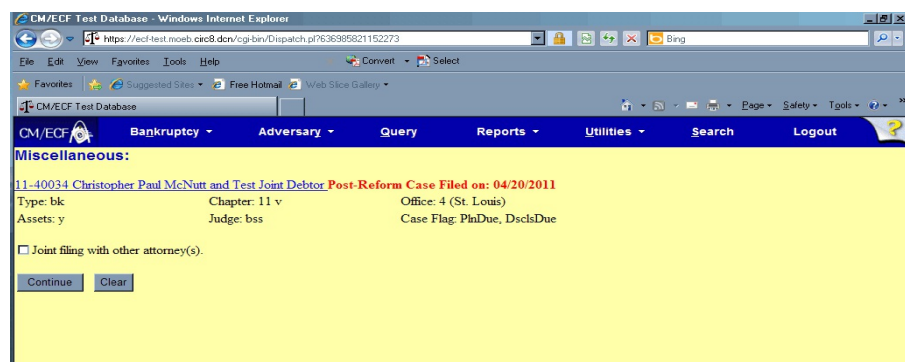 CM/ECF Test Database - Windows Internet Explorer
https://ecf-test.moeb.circ8.dcn/cgi-bin/Dispatch.pl?636985821152273
Bing
File Edit View Favorites Tools Help
Convert Select
Favorites Suggested Sites Free Hotmail Web Slice Gallery
CM/ECF Test Database
Page Safety Tools
CM/ECF Bankruptcy Adversary Query Reports Utilities Search Logout ?
Miscellaneous:
11-40034 Christopher Paul McNutt and Test Joint Debtor Post-Reform Case Filed on: 04/20/2011
Type: bk Chapter: 11 v Office: 4 (St. Louis)
Assets: y Judge: bss Case Flag: PlnDue, DsclsDue
Joint filing with other attorney(s).
Continue Clear